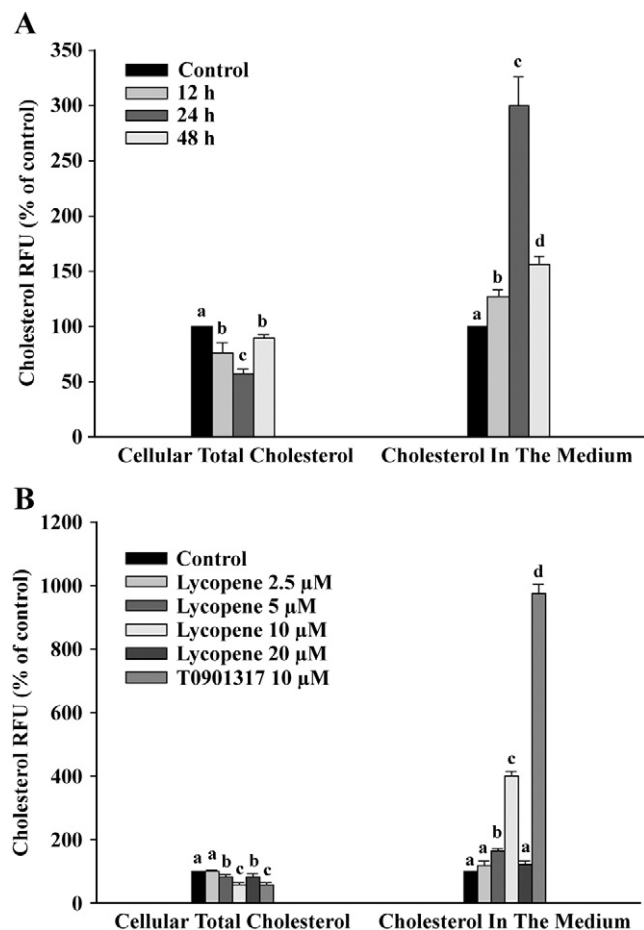 A
Cholesterol RFU (% of control)
350
300
250
200
150
100
50
0
Control
12 h
24 h
48 h
a
b
c
b
a
b
c
d
Cellular Total Cholesterol
Cholesterol In The Medium
B
Cholesterol RFU (% of control)
1200
1000
800
600
400
200
0
Control
Lycopene 2.5 μM
Lycopene 5 μM
Lycopene 10 μM
Lycopene 20 μM
T0901317 10 μM
a
a
b
c
b
c
a
a
b
c
a
d
Cellular Total Cholesterol
Cholesterol In The Medium